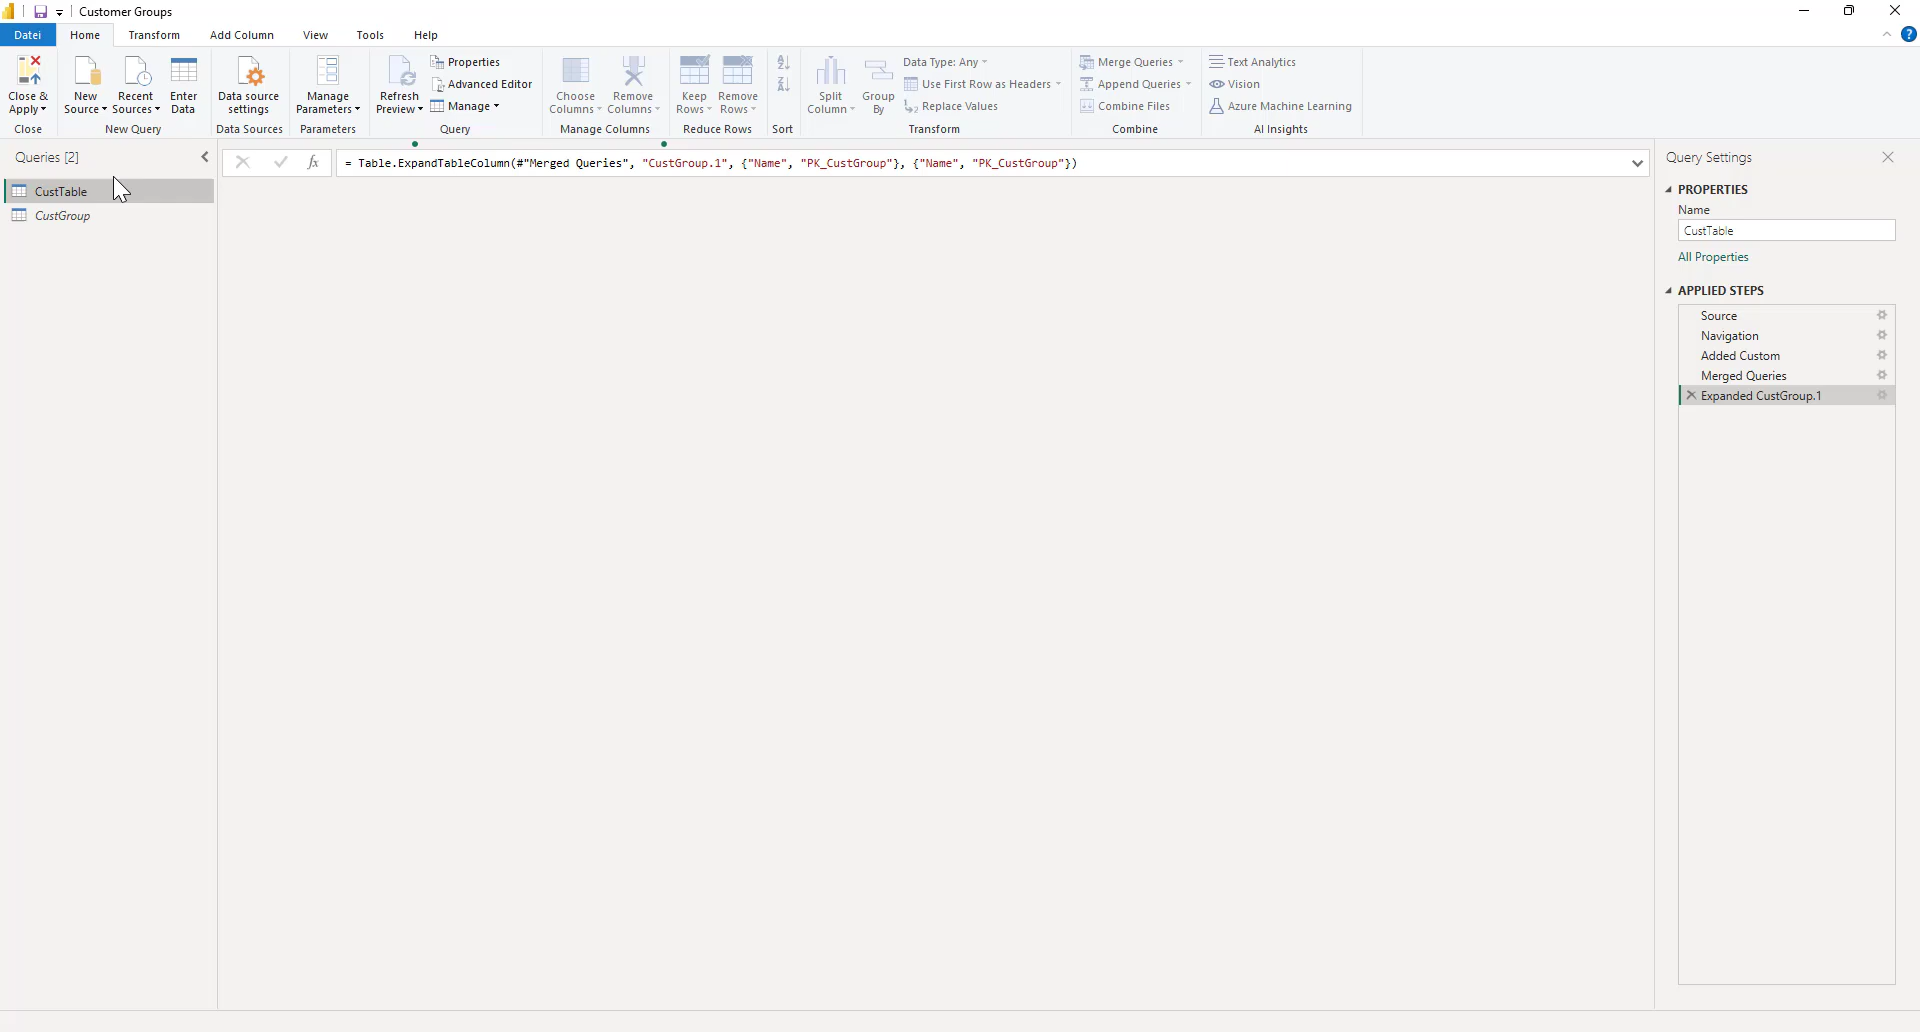 Customer Groups
Datei Home Transform Add Column View Tools Help
Close & Apply
New Source
Recent Sources
Enter Data
Data source settings
Manage Parameters
Refresh Preview
Properties
Advanced Editor
Manage
Choose Columns
Remove Columns
Keep Rows
Remove Rows
Split Column
Group By
Data Type: Any
Use First Row as Headers
Replace Values
Merge Queries
Append Queries
Combine Files
Text Analytics
Vision
Azure Machine Learning
Close
New Query
Data Sources
Parameters
Query
Manage Columns
Reduce Rows
Sort
Transform
Combine
AI Insights
Queries [2]
CustTable
CustGroup
fx
= Table.ExpandTableColumn(#"Merged Queries", "CustGroup.1", {"Name", "PK_CustGroup"}, {"Name", "PK_CustGroup"})
Query Settings
PROPERTIES
Name
CustTable
All Properties
APPLIED STEPS
Source
Navigation
Added Custom
Merged Queries
Expanded CustGroup.1